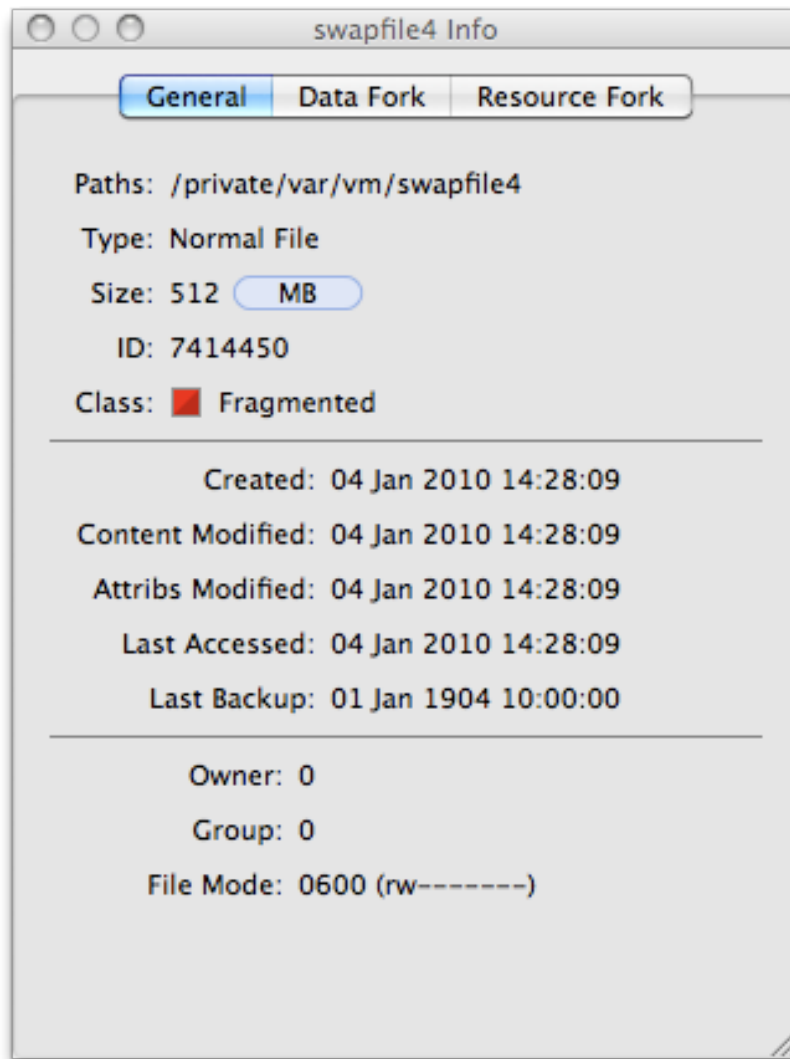 swapfile4 Info
General Data Fork Resource Fork
Paths: /private/var/vm/swapfile4
Type: Normal File
Size: 512 MB
ID: 7414450
Class: Fragmented
Created: 04 Jan 2010 14:28:09
Content Modified: 04 Jan 2010 14:28:09
Attribs Modified: 04 Jan 2010 14:28:09
Last Accessed: 04 Jan 2010 14:28:09
Last Backup: 01 Jan 1904 10:00:00
Owner: 0
Group: 0
File Mode: 0600 (rw-------)